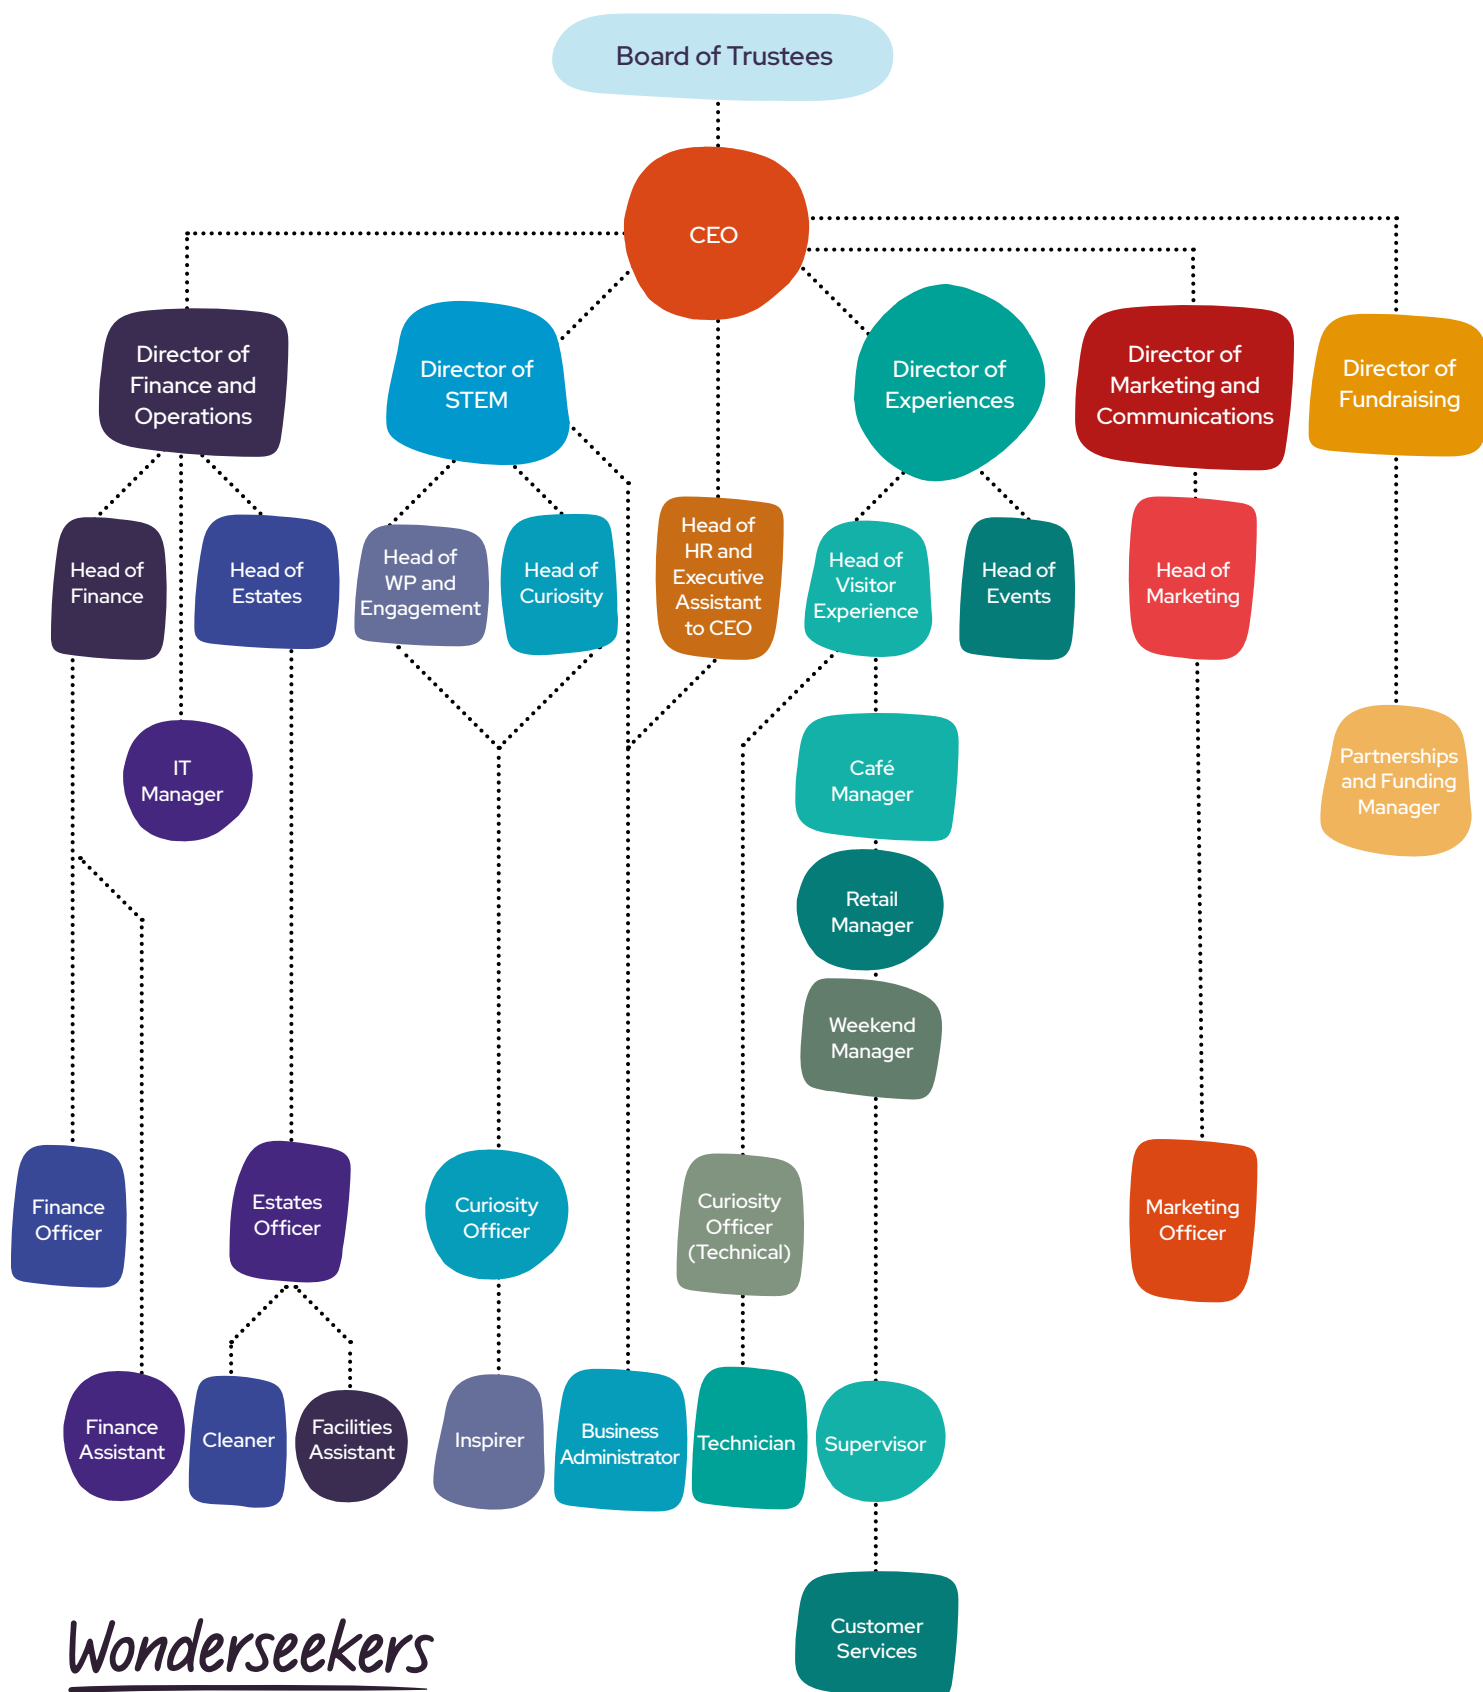 Board of Trustees
CEO
Director of
Finance and
Operations
Director of
STEM
Director of
Experiences
Director of
Marketing and
Communications
Director of
Fundraising
Head of
Finance
Head of
Estates
Head of
WP and
Engagement
Head of
Curiosity
Head of
HR and
Executive
Assistant
to CEO
Head of
Visitor
Experience
Head of
Events
Head of
Marketing
IT
Manager
Café
Manager
Partnerships
and Funding
Manager
Retail
Manager
Weekend
Manager
Finance
Officer
Estates
Officer
Curiosity
Officer
Curiosity
Officer
(Technical)
Marketing
Officer
Finance
Assistant
Cleaner
Facilities
Assistant
Inspirer
Business
Administrator
Technician
Supervisor
Customer
Services
Wonderseekers